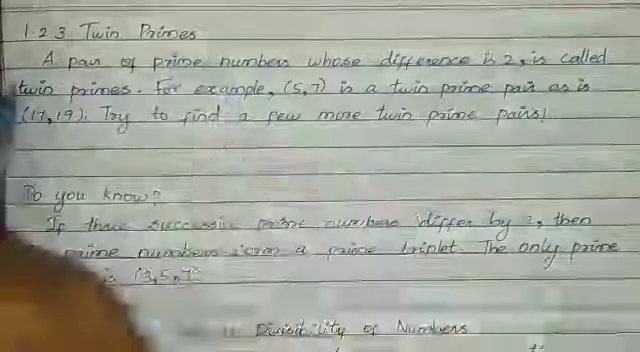 1.2.3 Twin Primes
A pair of prime numbers whose difference is 2, is called
twin primes. For example, (5,7) is a twin prime pair as is
(17,19). Try to find a few more twin prime pairs!
Do you know?
If three successive prime numbers differ by 2, then
prime numbers form a prime triplet. The only prime
is (3,5,7)
Divisibility of Numbers